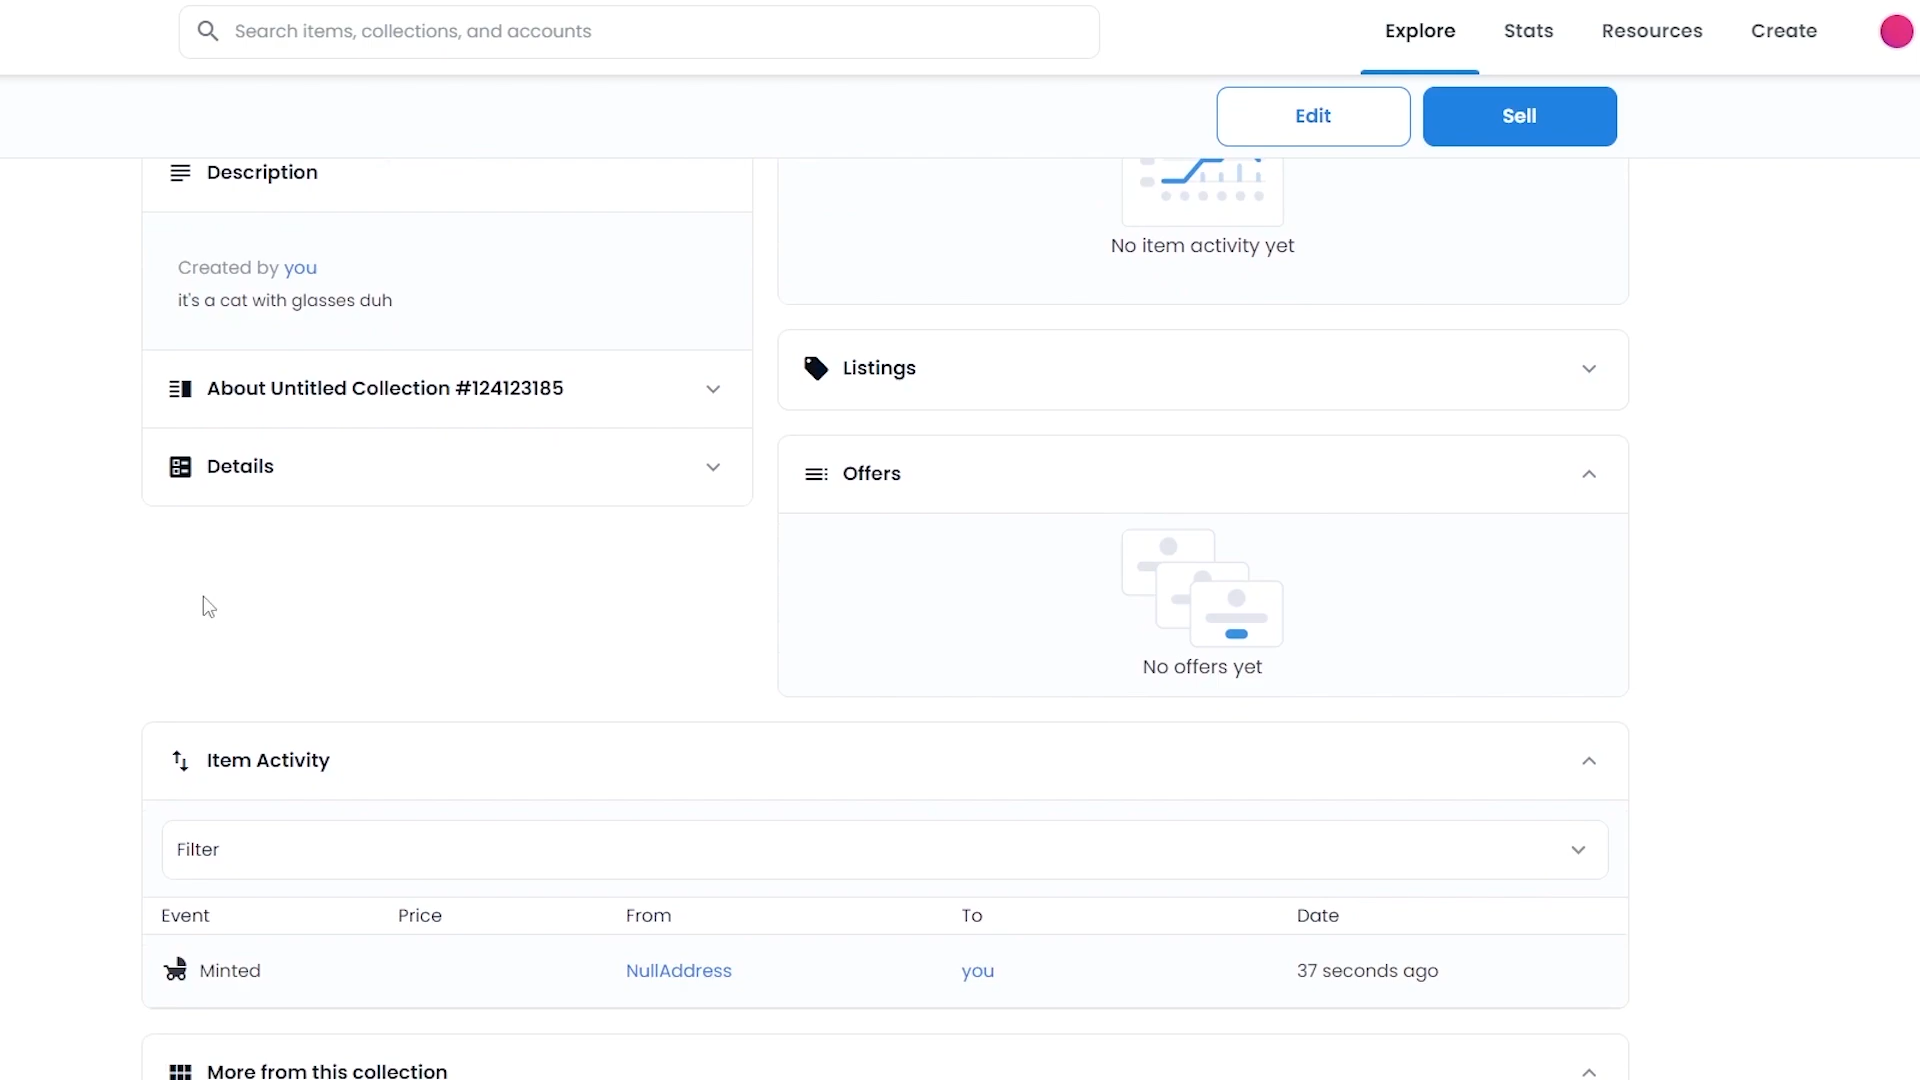 Search items, collections, and accounts
Explore
Stats
Resources
Create
Edit
Sell
Description
Created by you
it's a cat with glasses duh
About Untitled Collection #124123185
Details
No item activity yet
Listings
Offers
No offers yet
Item Activity
Filter
Event Price From To Date
Minted NullAddress you 37 seconds ago
More from this collection